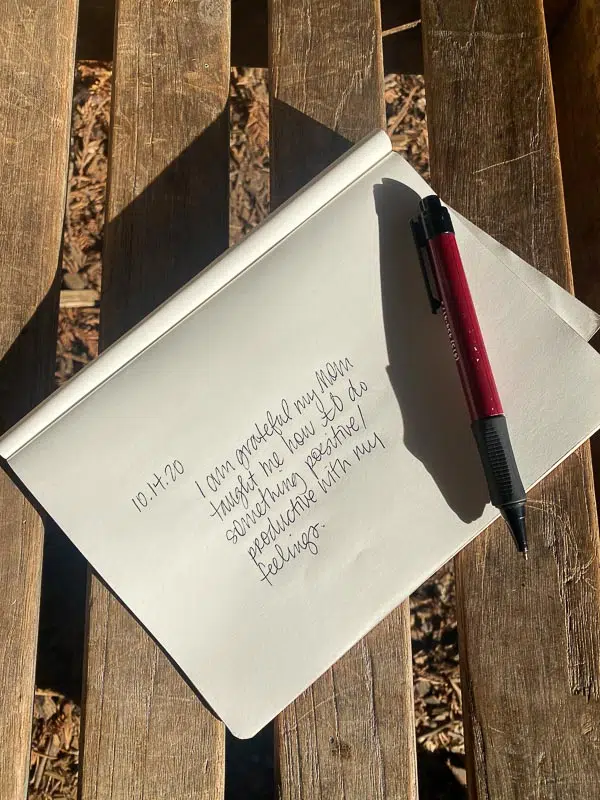 10.14.20
I am grateful my Mom
taught me how to do
something positive/
productive with my
feelings.